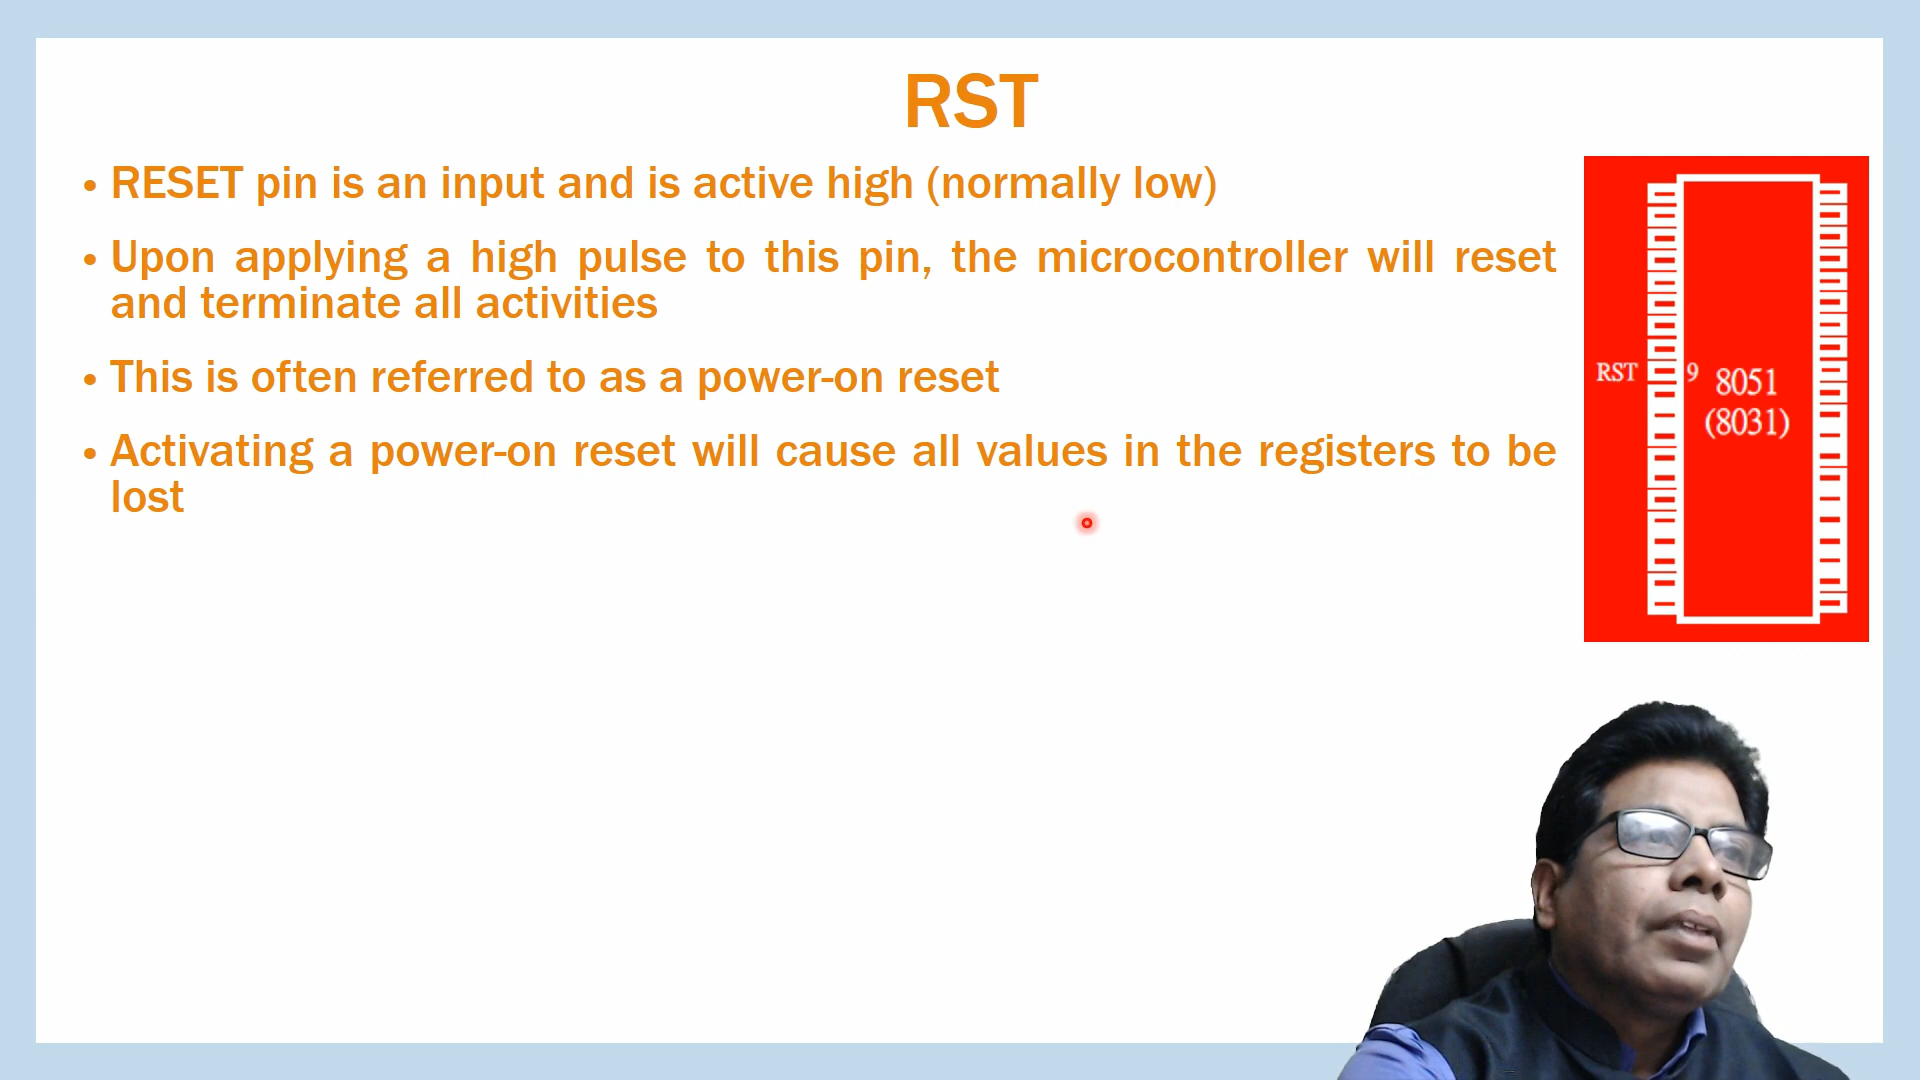 RST
• RESET pin is an input and is active high (normally low)
• Upon applying a high pulse to this pin, the microcontroller will reset
and terminate all activities
• This is often referred to as a power-on reset
• Activating a power-on reset will cause all values in the registers to be
lost
RST 9 8051
(8031)